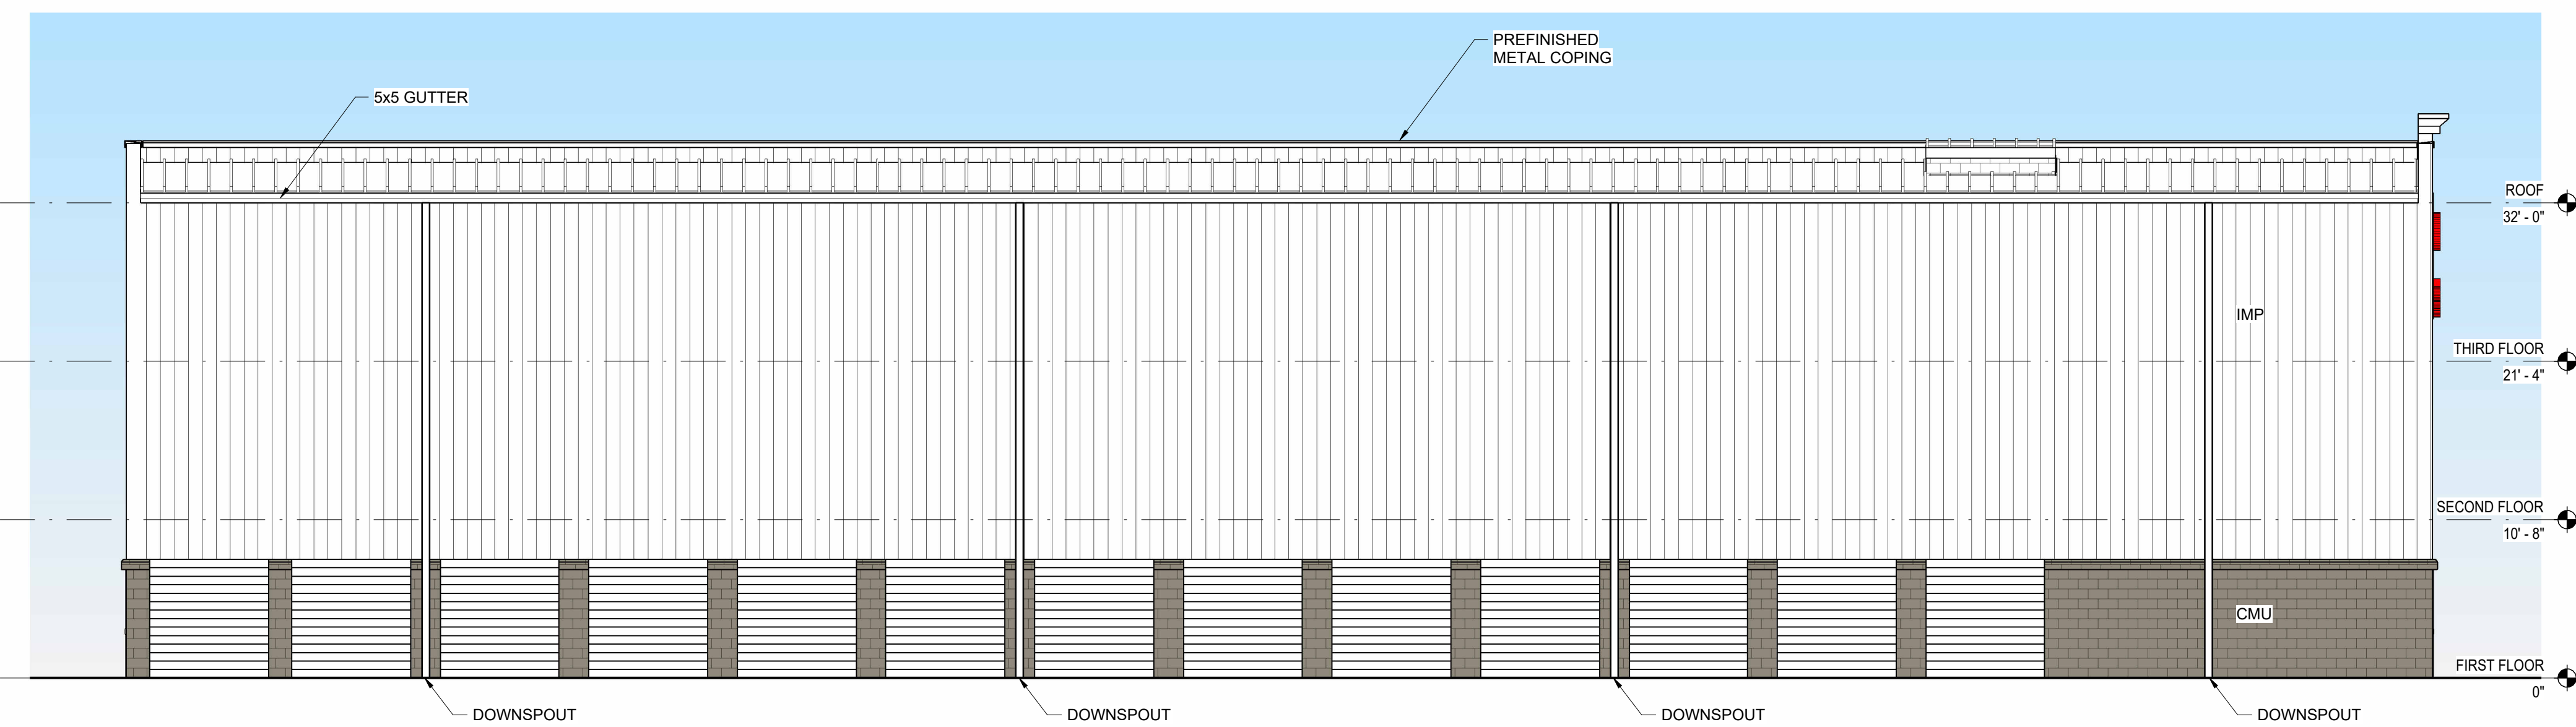 PREFINISHED
METAL COPING
5x5 GUTTER
ROOF
32' - 0"
IMP
THIRD FLOOR
21' - 4"
SECOND FLOOR
10' - 8"
CMU
FIRST FLOOR
0"
DOWNSPOUT
DOWNSPOUT
DOWNSPOUT
DOWNSPOUT